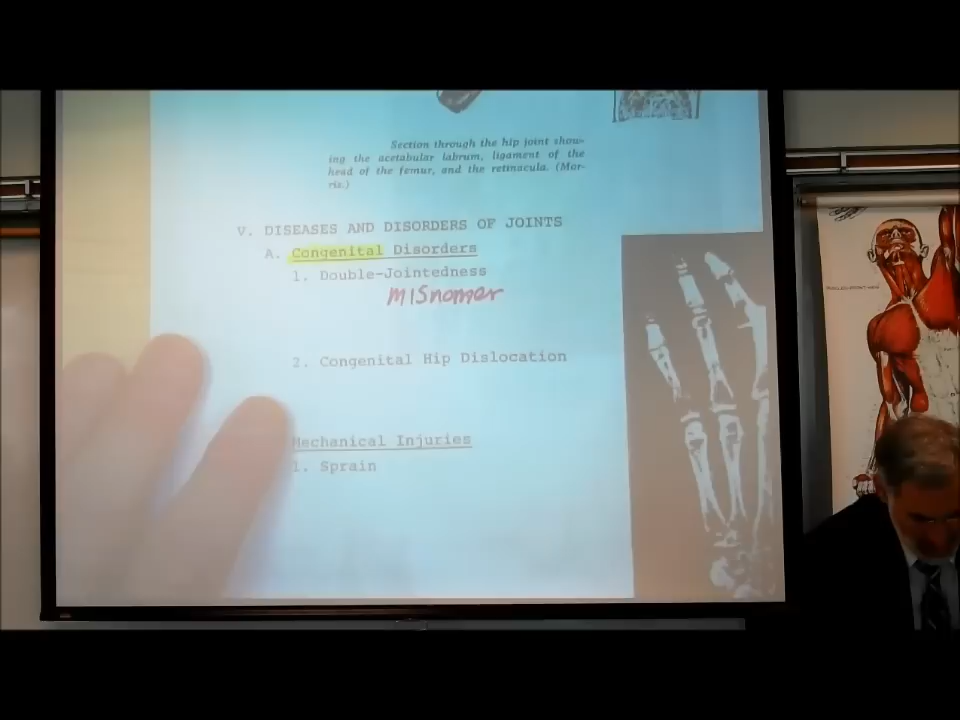 Section through the hip joint show-
ing the acetabular labrum, ligament of the
head of the femur, and the retinacula. (Mor-
ris.)
V. DISEASES AND DISORDERS OF JOINTS
A. Congenital Disorders
1. Double-Jointedness
MISnomer
2. Congenital Hip Dislocation
Mechanical Injuries
1. Sprain